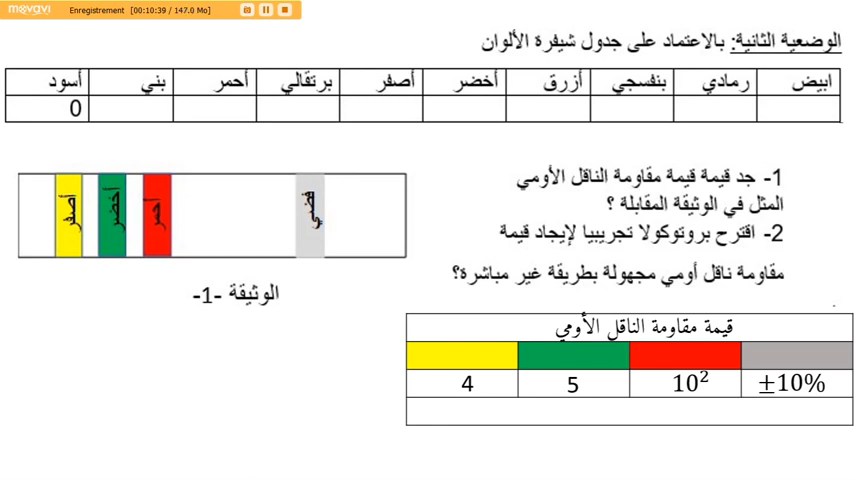 movavi Enregistrement [00:10:39 / 147.0 Mo]
الوضعية الثانية: بالاعتماد على جدول شيفرة الألوان
أسود بني أحمر برتقالي أصفر أخضر أزرق بنفسجي رمادي ابيض
0
1- جد قيمة قيمة مقاومة الناقل الأومي
المثل في الوثيقة المقابلة ؟
2- اقترح بروتوكولا تجريبيا لإيجاد قيمة
مقاومة ناقل أومي مجهولة بطريقة غير مباشرة؟
أصفر أخضر أحمر فضي
الوثيقة -1-
قيمة مقاومة الناقل الأومي
4 5 10² ±10%